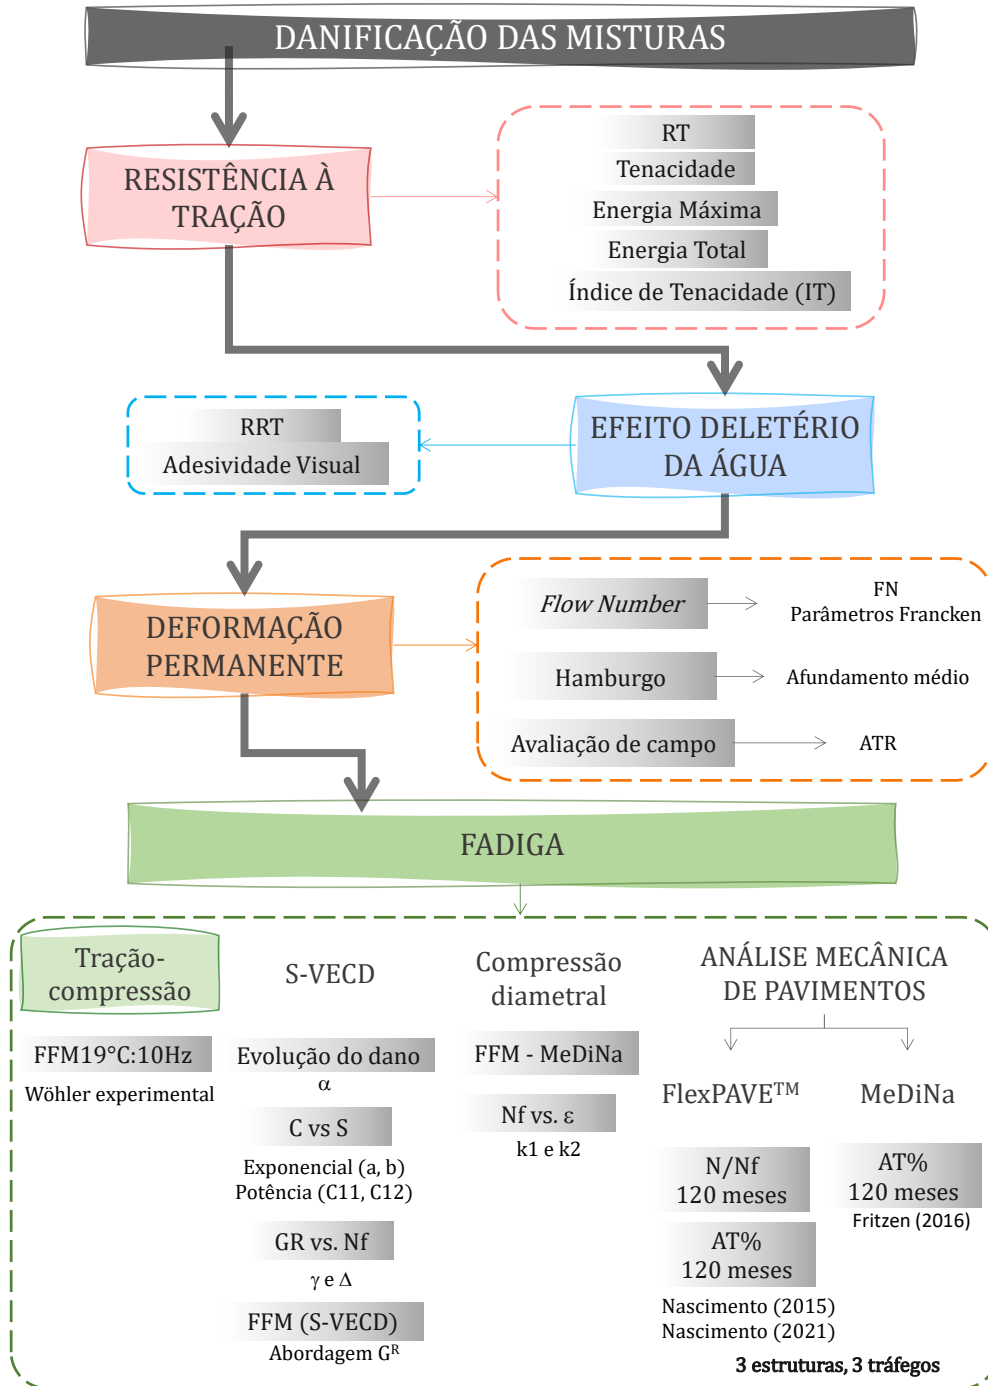 DANIFICAÇÃO DAS MISTURAS
RESISTÊNCIA À
TRAÇÃO
RT
Tenacidade
Energia Máxima
Energia Total
Índice de Tenacidade (IT)
EFEITO DELETÉRIO
DA ÁGUA
RRT
Adesividade Visual
DEFORMAÇÃO
PERMANENTE
Flow Number
FN
Parâmetros Francken
Hamburgo
Afundamento médio
Avaliação de campo
ATR
FADIGA
Tração-
compressão
FFM19°C:10Hz
Wöhler experimental
S-VECD
Evolução do dano
α
C vs S
Exponencial (a, b)
Potência (C11, C12)
GR vs. Nf
γ e Δ
FFM (S-VECD)
Abordagem Gᴿ
Compressão
diametral
FFM - MeDiNa
Nf vs. ε
k1 e k2
ANÁLISE MECÂNICA
DE PAVIMENTOS
FlexPAVE™
N/Nf
120 meses
AT%
120 meses
Nascimento (2015)
Nascimento (2021)
MeDiNa
AT%
120 meses
Fritzen (2016)
3 estruturas, 3 tráfegos